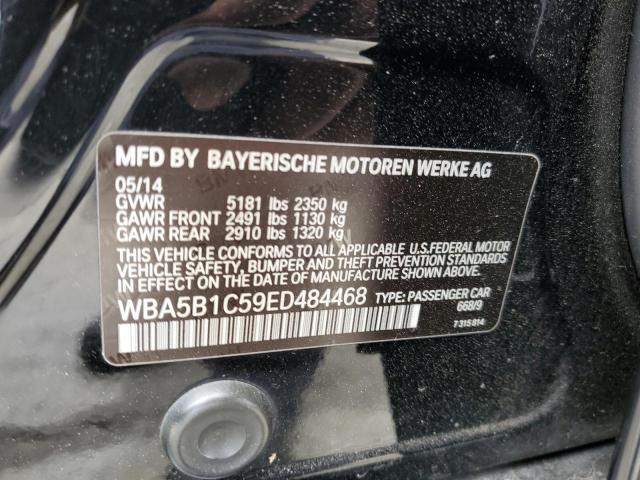 MFD BY BAYERISCHE MOTOREN WERKE AG
05/14
GVWR 5181 lbs 2350 kg
GAWR FRONT 2491 lbs 1130 kg
GAWR REAR 2910 lbs 1320 kg
THIS VEHICLE CONFORMS TO ALL APPLICABLE U.S.FEDERAL MOTOR
VEHICLE SAFETY, BUMPER, AND THEFT PREVENTION STANDARDS
IN EFFECT ON THE DATE OF MANUFACTURE SHOWN ABOVE.
WBA5B1C59ED484468 TYPE: PASSENGER CAR
668/9
7315814